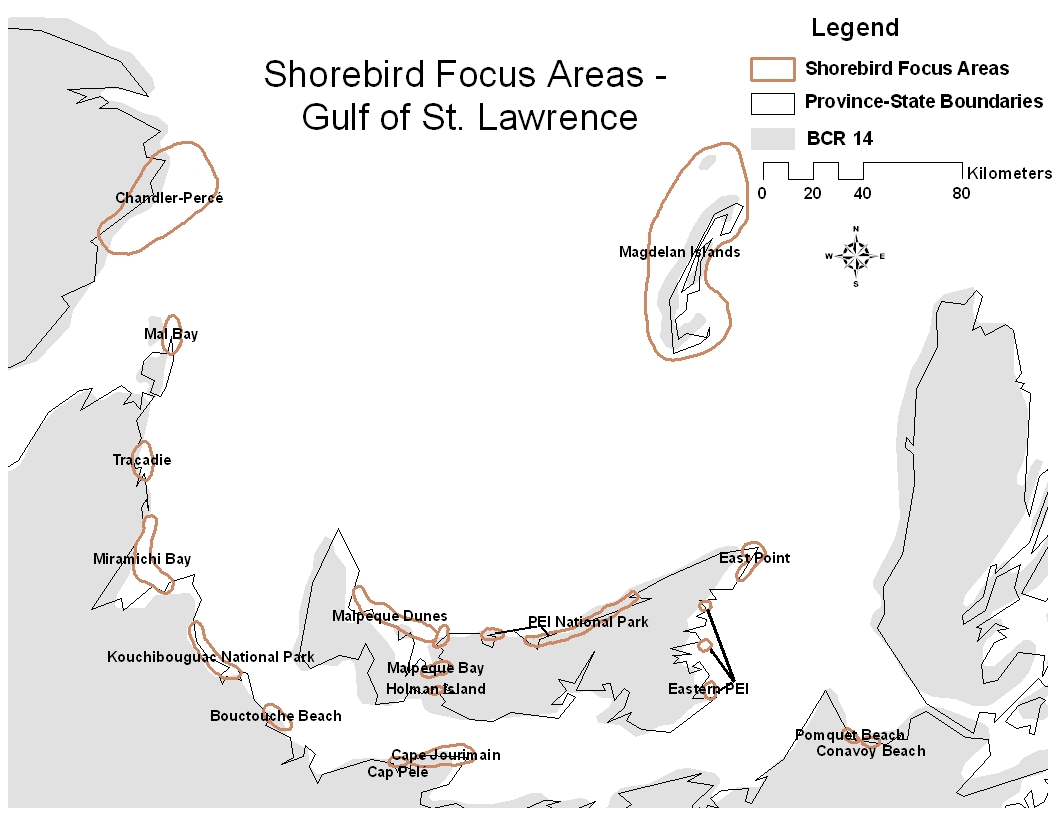 Shorebird Focus Areas -
Gulf of St. Lawrence
Legend
Shorebird Focus Areas
Province-State Boundaries
BCR 14
Kilometers
0 20 40 80
N
W E
S
Chandler-Percé
Magdelan Islands
Mal Bay
Tracadie
Miramichi Bay
East Point
Malpeque Dunes
PEI National Park
Kouchibouguac National Park
Malpeque Bay
Holman Island
Eastern PEI
Bouctouche Beach
Pomquet Beach
Conavoy Beach
Cape Jourimain
Cap Pelé